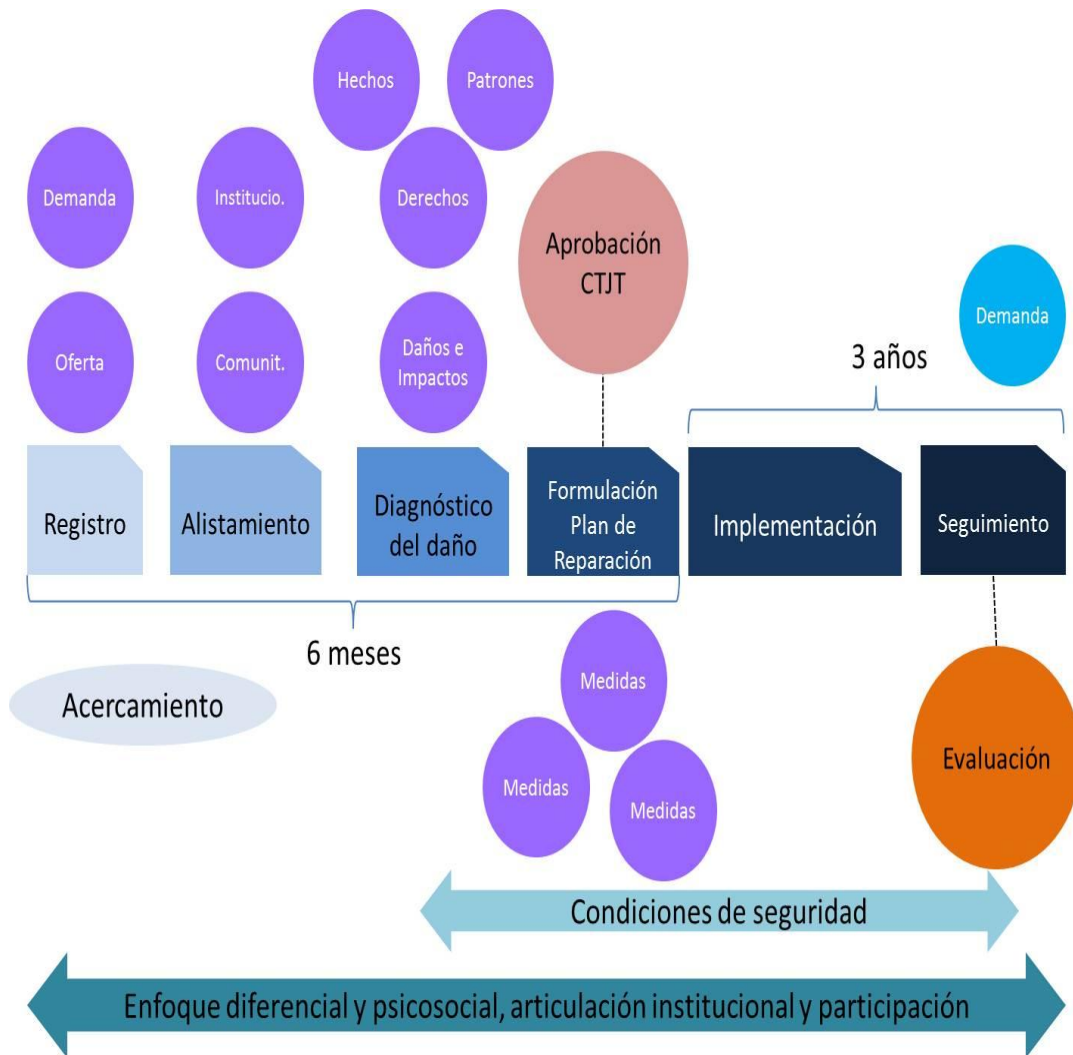 Hechos
Patrones
Demanda
Institucio.
Derechos
Aprobación
CTJT
Demanda
Oferta
Comunit.
Daños e
Impactos
3 años
Registro
Alistamiento
Diagnóstico
del daño
Formulación
Plan de
Reparación
Implementación
Seguimiento
6 meses
Acercamiento
Medidas
Medidas
Medidas
Evaluación
Condiciones de seguridad
Enfoque diferencial y psicosocial, articulación institucional y participación